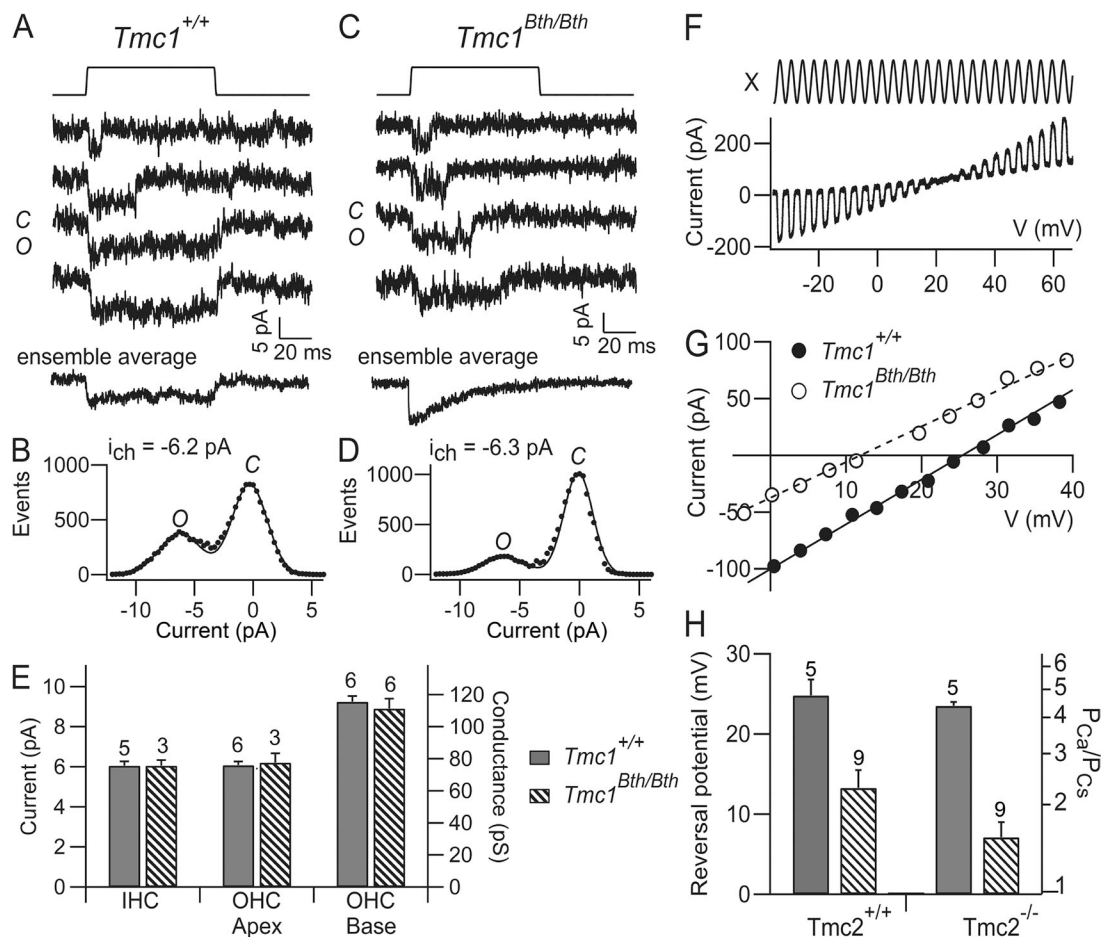 A
Tmc1+/+
C
O
5 pA
20 ms
ensemble average
B
ich = -6.2 pA
Events
1000
500
0
O
C
-10
-5
0
5
Current (pA)
C
Tmc1Bth/Bth
C
O
5 pA
20 ms
ensemble average
D
ich = -6.3 pA
Events
1000
500
0
O
C
-10
-5
0
5
Current (pA)
E
Current (pA)
10
8
6
4
2
0
5
3
6
3
6
6
120
100
80
60
40
20
0
Conductance (pS)
IHC
OHC
Apex
OHC
Base
Tmc1+/+
Tmc1Bth/Bth
F
X
Current (pA)
200
0
-200
V (mV)
-20
0
20
40
60
G
Tmc1+/+
Tmc1Bth/Bth
Current (pA)
100
50
-50
-100
10
20
30
40
V (mV)
H
Reversal potential (mV)
30
20
10
0
5
9
5
9
6
5
4
3
2
1
PCa/PCs
Tmc2+/+
Tmc2-/-